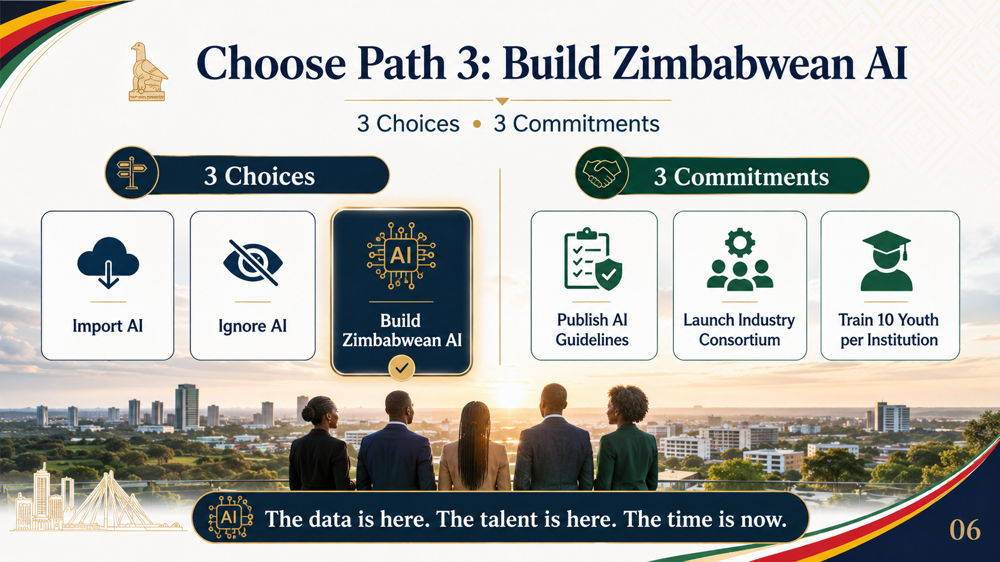 Choose Path 3: Build Zimbabwean AI
3 Choices • 3 Commitments
3 Choices
Import AI
Ignore AI
AI
Build
Zimbabwean AI
3 Commitments
Publish AI
Guidelines
Launch Industry
Consortium
Train 10 Youth
per Institution
AI
The data is here. The talent is here. The time is now.
06